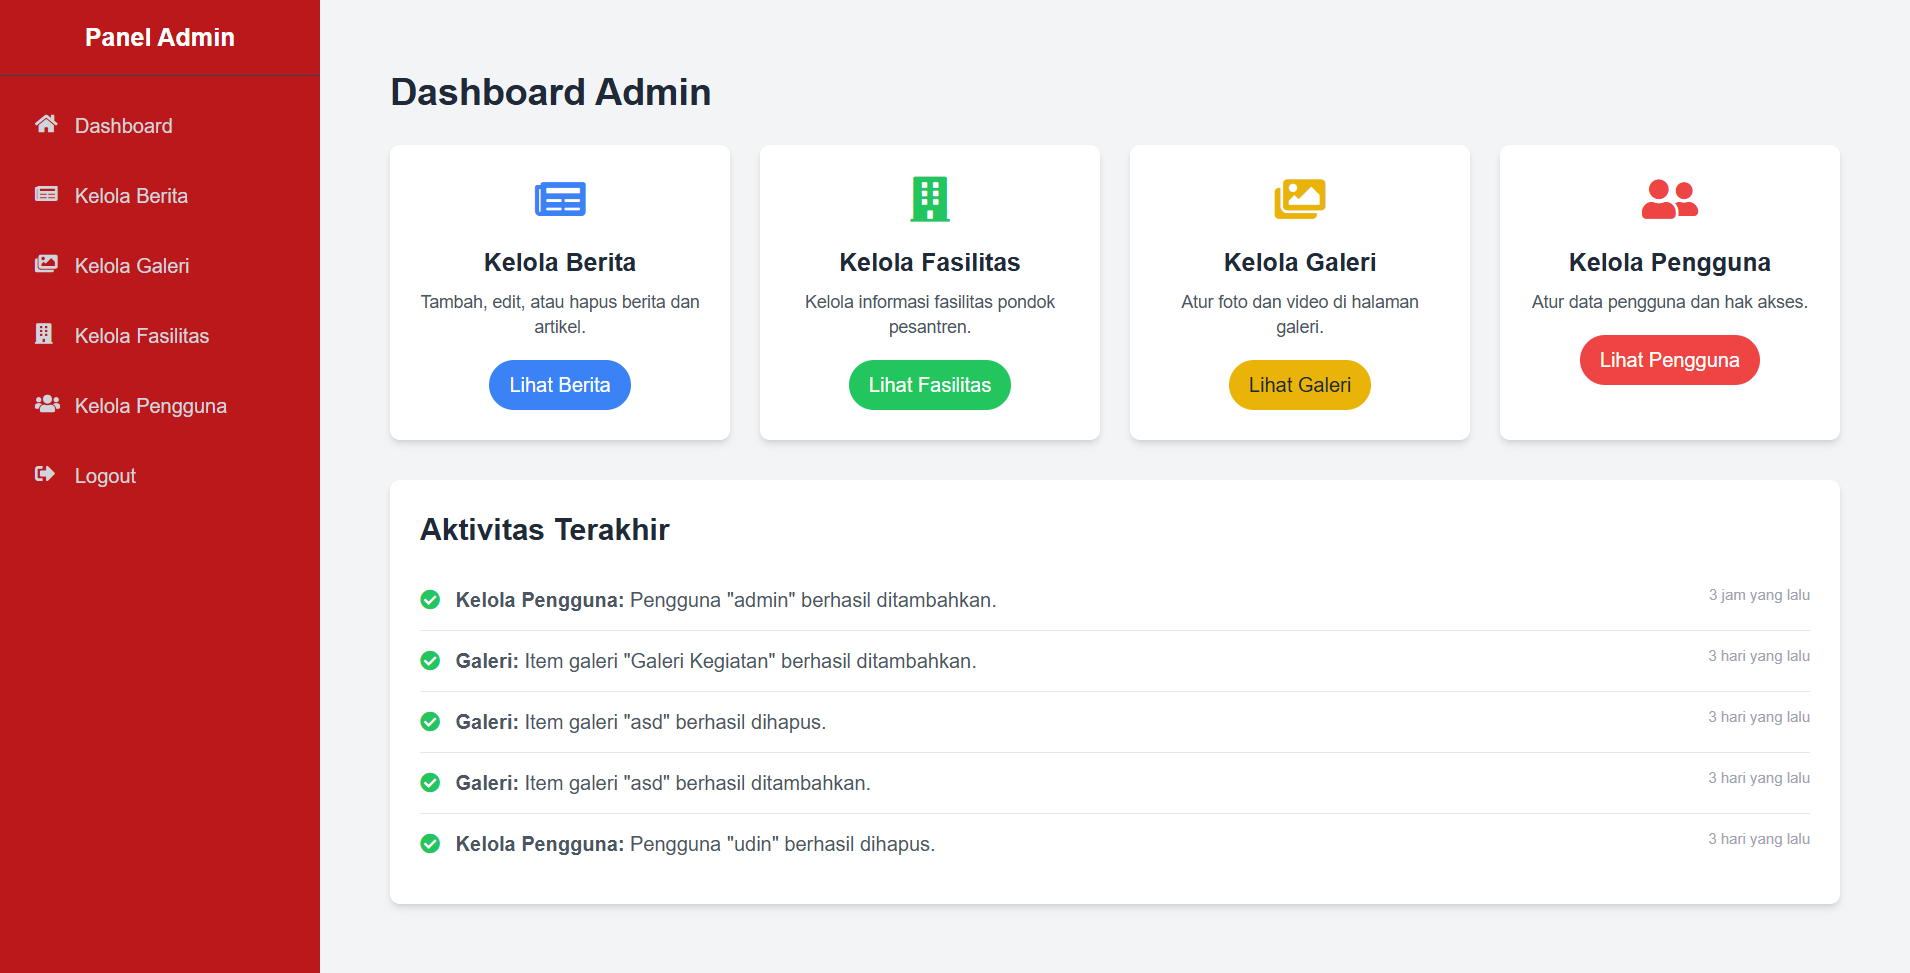 Panel Admin
Dashboard
Kelola Berita
Kelola Galeri
Kelola Fasilitas
Kelola Pengguna
Logout
Dashboard Admin
Kelola Berita
Tambah, edit, atau hapus berita dan
artikel.
Lihat Berita
Kelola Fasilitas
Kelola informasi fasilitas pondok
pesantren.
Lihat Fasilitas
Kelola Galeri
Atur foto dan video di halaman
galeri.
Lihat Galeri
Kelola Pengguna
Atur data pengguna dan hak akses.
Lihat Pengguna
Aktivitas Terakhir
Kelola Pengguna: Pengguna "admin" berhasil ditambahkan. 3 jam yang lalu
Galeri: Item galeri "Galeri Kegiatan" berhasil ditambahkan. 3 hari yang lalu
Galeri: Item galeri "asd" berhasil dihapus. 3 hari yang lalu
Galeri: Item galeri "asd" berhasil ditambahkan. 3 hari yang lalu
Kelola Pengguna: Pengguna "udin" berhasil dihapus. 3 hari yang lalu